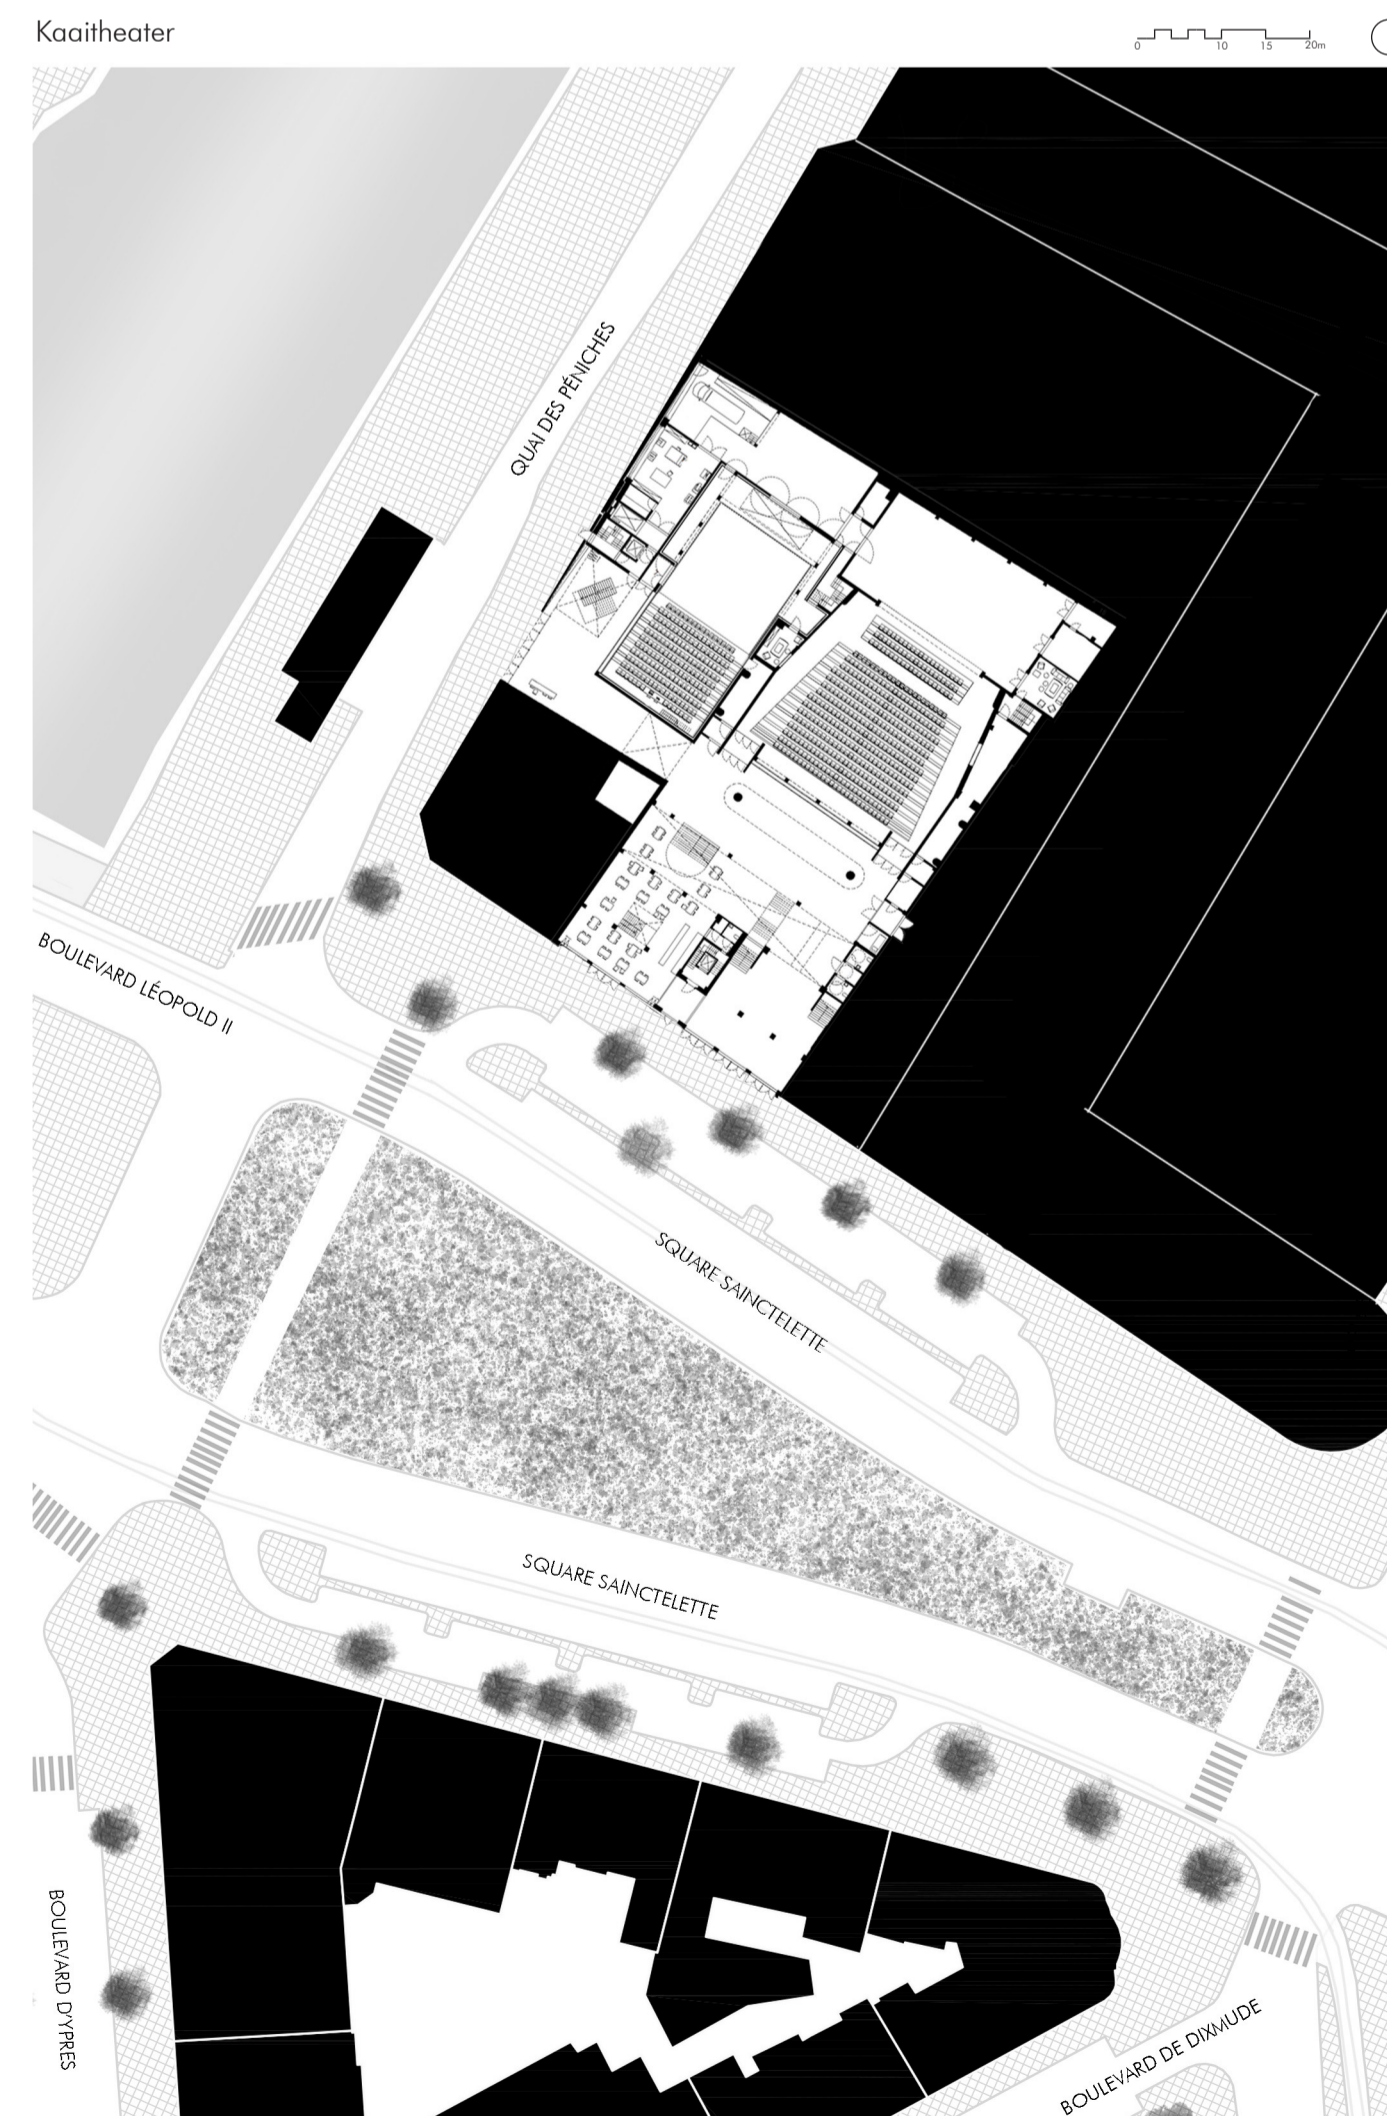 Kaaitheater
0 10 15 20m
QUAI DES PÉNICHES
BOULEVARD LÉOPOLD II
SQUARE SAINCTELETTE
SQUARE SAINCTELETTE
BOULEVARD D'YPRES
BOULEVARD DE DIXMUDE